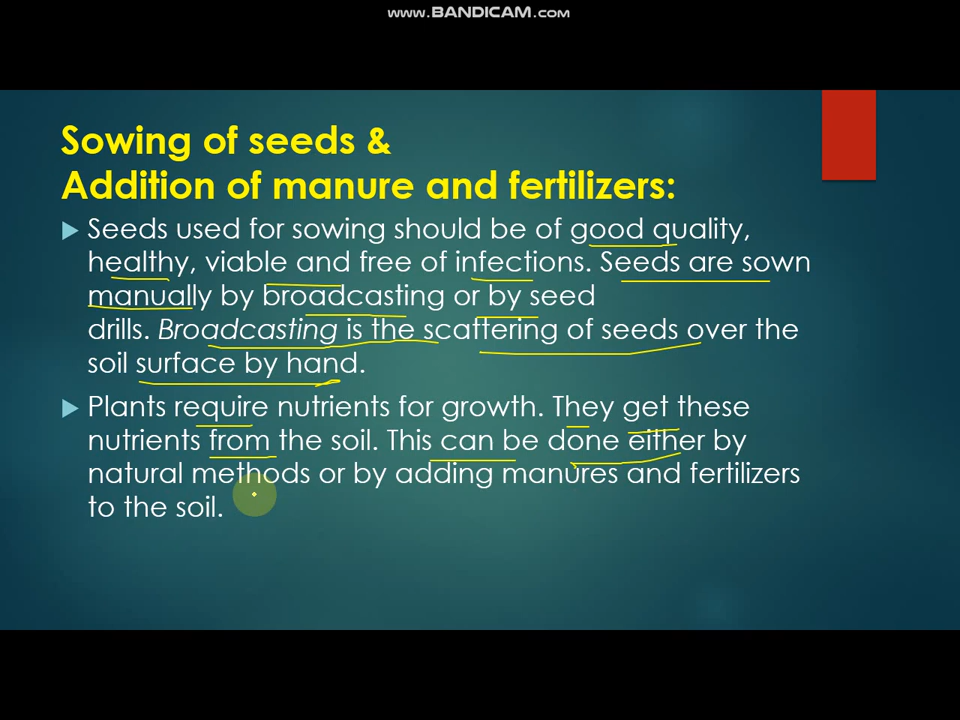 www.BANDICAM.com
Sowing of seeds &
Addition of manure and fertilizers:
Seeds used for sowing should be of good quality,
healthy, viable and free of infections. Seeds are sown
manually by broadcasting or by seed
drills. Broadcasting is the scattering of seeds over the
soil surface by hand.
Plants require nutrients for growth. They get these
nutrients from the soil. This can be done either by
natural methods or by adding manures and fertilizers
to the soil.